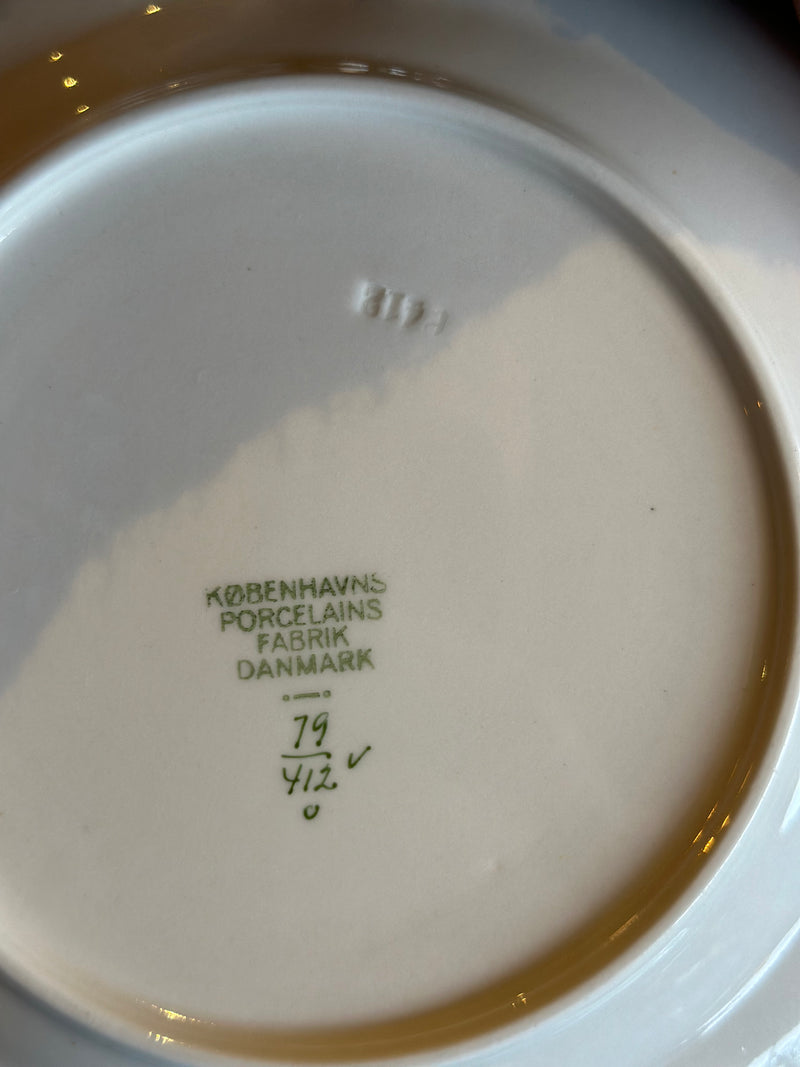 KØBENHAVNS
PORCELAINS
FABRIK
DANMARK
79
412 v
o